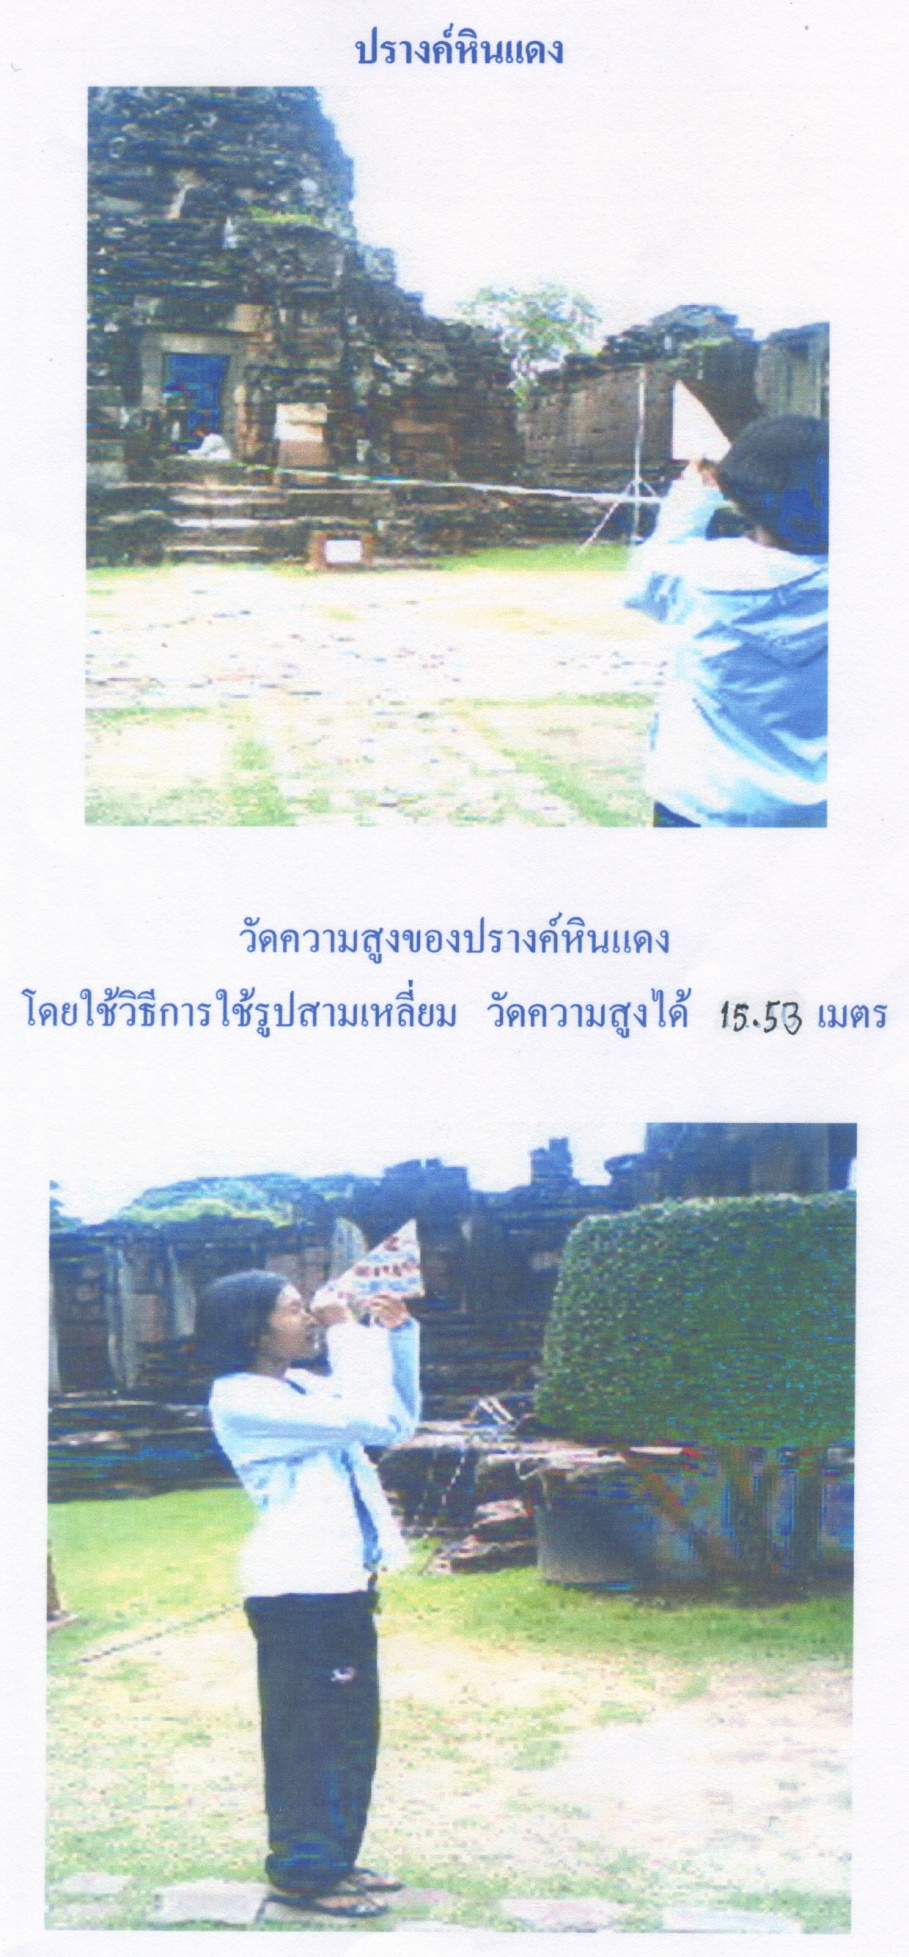 ปรางค์หินแดง
วัดความสูงของปรางค์หินแดง
โดยใช้วิธีการใช้รูปสามเหลี่ยม วัดความสูงได้ 15.53 เมตร